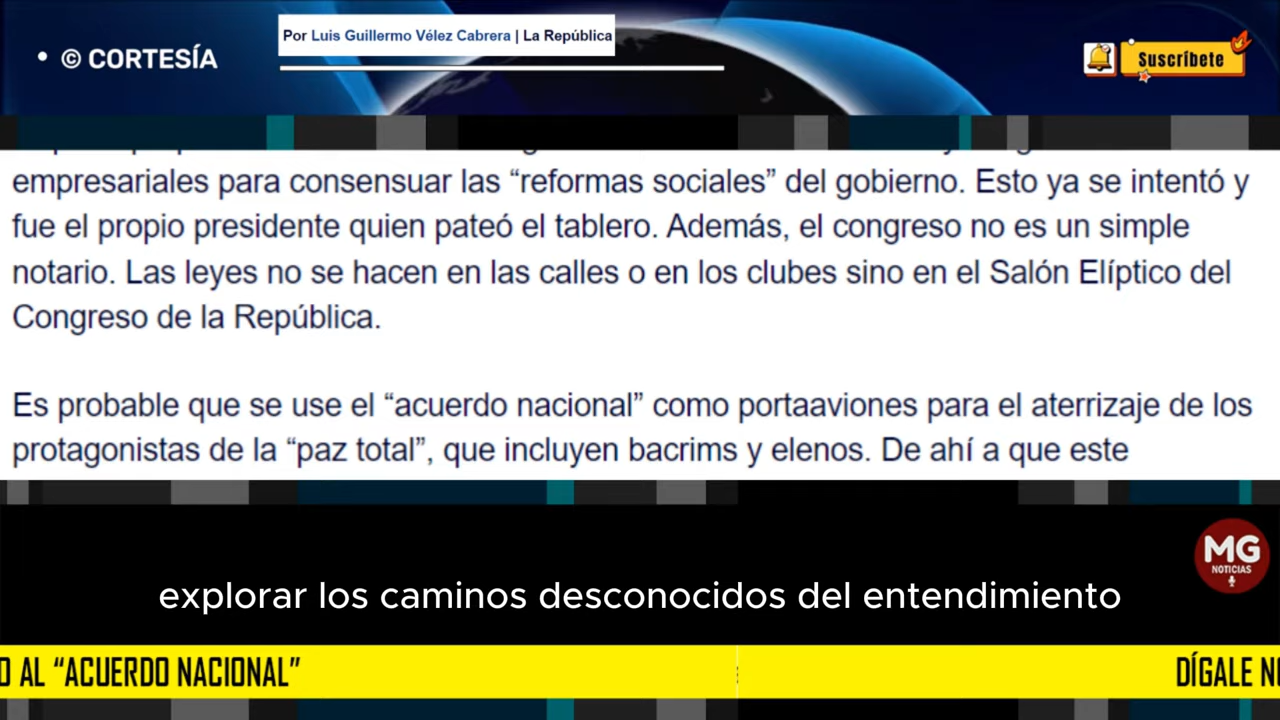 Por Luis Guillermo Vélez Cabrera | La República
• © CORTESÍA
Suscríbete
empresariales para consensuar las “reformas sociales” del gobierno. Esto ya se intentó y
fue el propio presidente quien pateó el tablero. Además, el congreso no es un simple
notario. Las leyes no se hacen en las calles o en los clubes sino en el Salón Elíptico del
Congreso de la República.
Es probable que se use el “acuerdo nacional” como portaaviones para el aterrizaje de los
protagonistas de la “paz total”, que incluyen bacrims y elenos. De ahí a que este
MG
NOTICIAS
explorar los caminos desconocidos del entendimiento
O AL “ACUERDO NACIONAL”
DÍGALE